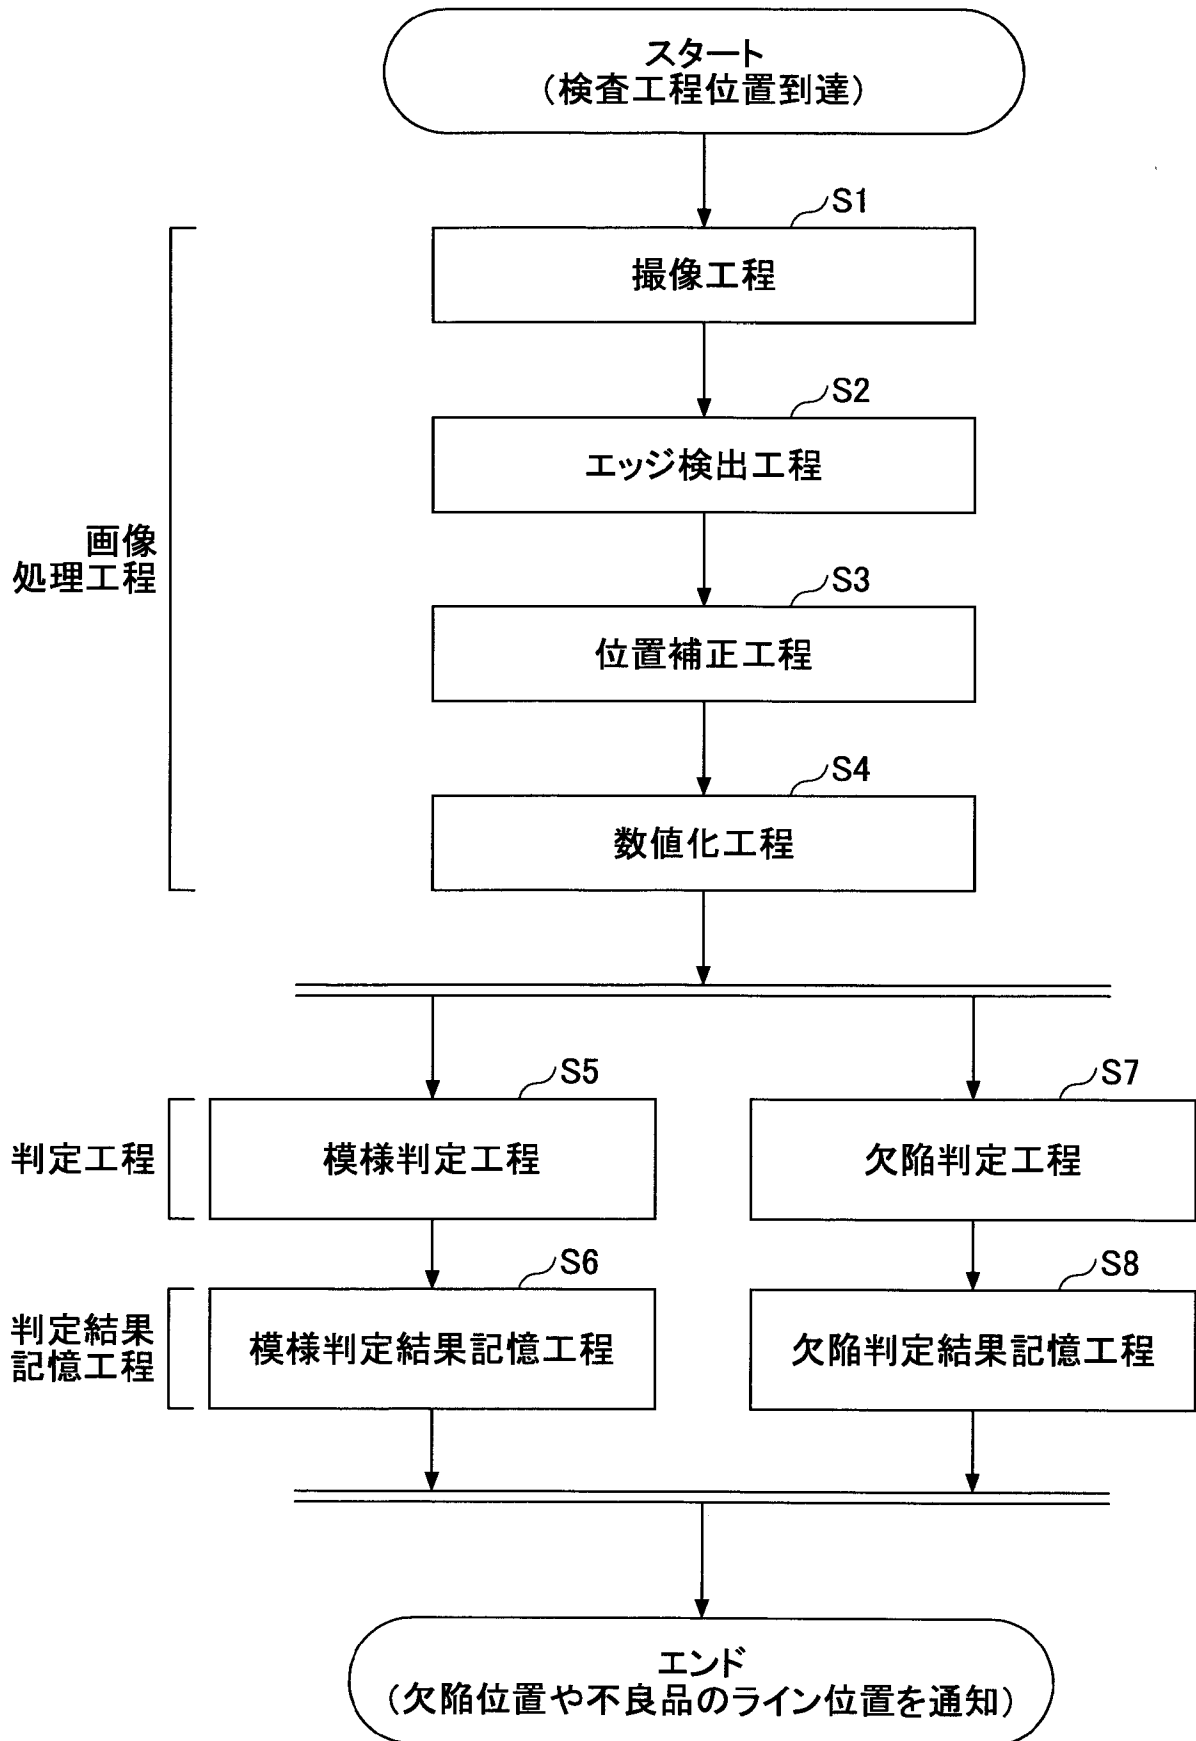 スタート
(検査工程位置到達)
S1
撮像工程
S2
エッジ検出工程
画像
処理工程
S3
位置補正工程
S4
数値化工程
S5
S7
判定工程
模様判定工程
欠陥判定工程
S6
S8
判定結果
記憶工程
模様判定結果記憶工程
欠陥判定結果記憶工程
エンド
(欠陥位置や不良品のライン位置を通知)